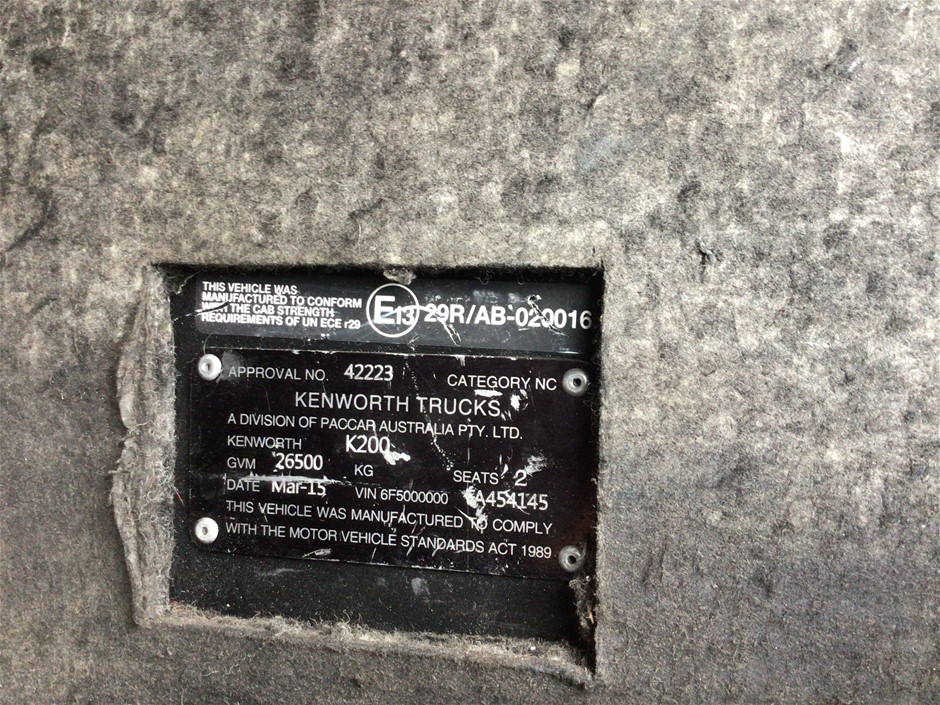 THIS VEHICLE WAS
MANUFACTURED TO CONFORM
WITH THE CAB STRENGTH
REQUIREMENTS OF UN ECE r29
E13 29R/AB-020016
APPROVAL NO. 42223 CATEGORY NC
KENWORTH TRUCKS
A DIVISION OF PACCAR AUSTRALIA PTY. LTD.
KENWORTH K200
GVM 26500 KG SEATS 2
DATE Mar-15 VIN 6F5000000 A454145
THIS VEHICLE WAS MANUFACTURED TO COMPLY
WITH THE MOTOR VEHICLE STANDARDS ACT 1989